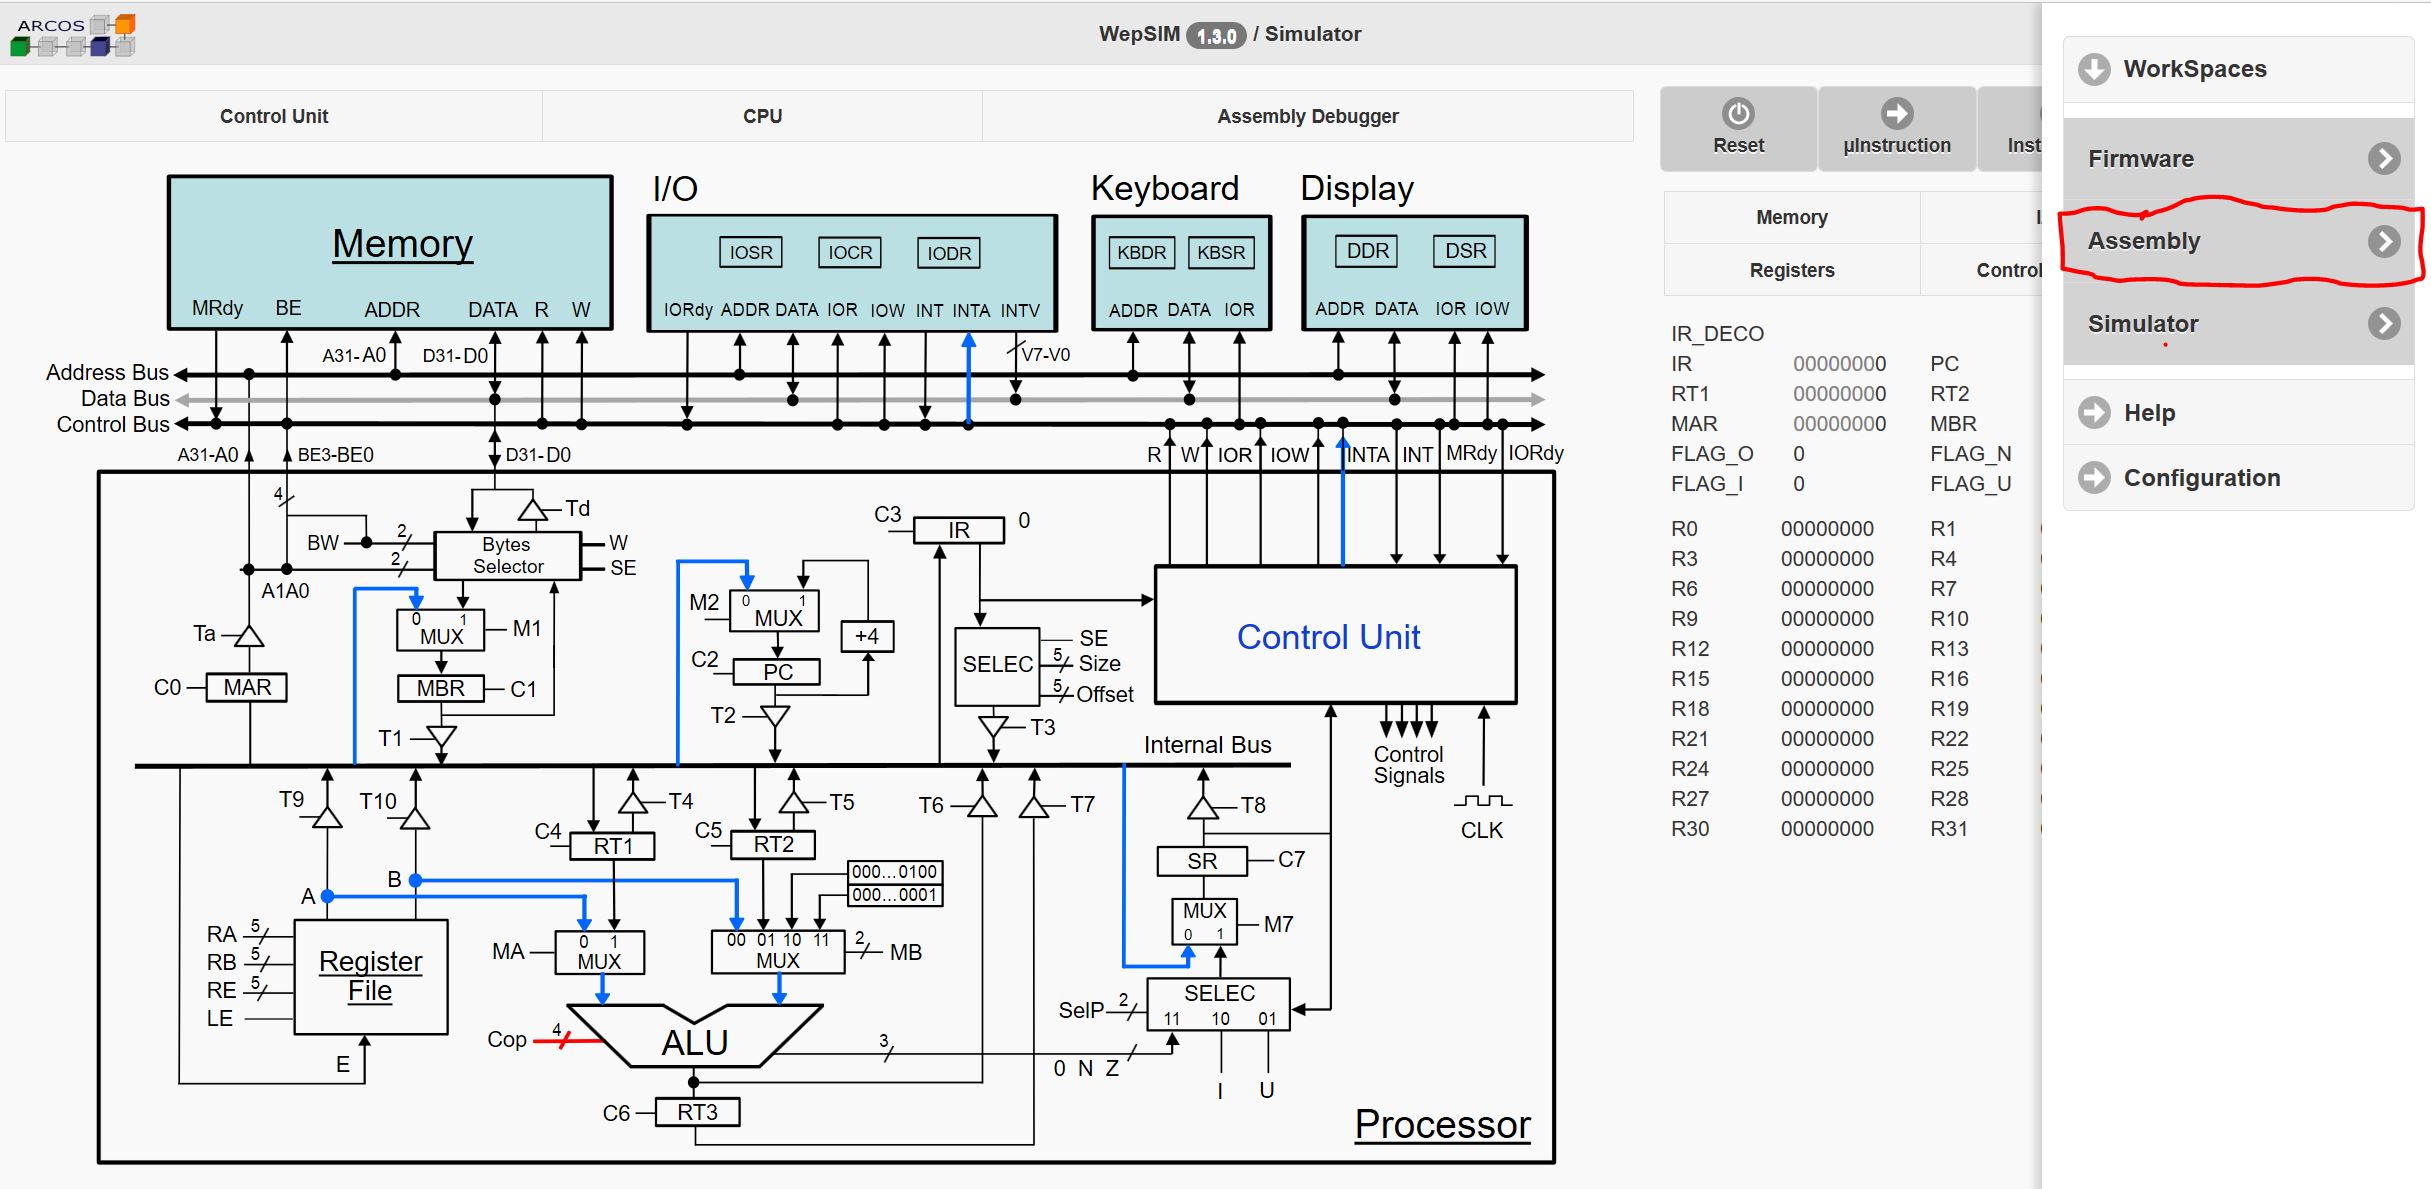 ARCOS
WepSIM 1.3.0 / Simulator
WorkSpaces
Firmware
Assembly
Simulator
Help
Configuration
Control Unit CPU Assembly Debugger
Reset µInstruction Inst
Memory I
Registers Control
IR_DECO
IR 00000000 PC
RT1 00000000 RT2
MAR 00000000 MBR
FLAG_O 0 FLAG_N
FLAG_I 0 FLAG_U
R0 00000000 R1
R3 00000000 R4
R6 00000000 R7
R9 00000000 R10
R12 00000000 R13
R15 00000000 R16
R18 00000000 R19
R21 00000000 R22
R24 00000000 R25
R27 00000000 R28
R30 00000000 R31
I/O Keyboard Display
Memory
IOSR IOCR IODR KBDR KBSR DDR DSR
MRdy BE ADDR DATA R W
IORdy ADDR DATA IOR IOW INT INTA INTV
ADDR DATA IOR
ADDR DATA IOR IOW
A31-A0 D31-D0 V7-V0
Address Bus
Data Bus
Control Bus
A31-A0 BE3-BE0 D31-D0
R W IOR IOW INTA INT MRdy IORdy
4 Td
BW 2 Bytes Selector W
2 SE
A1A0
C3 IR 0
M2 0 1 MUX
+4
0 1 MUX M1
Ta
C0 MAR
MBR C1
C2 PC
T1 T2
SELEC SE
5 Size
5 Offset
T3
Control Unit
Control Signals
CLK
Internal Bus
T9 T10 T4 T5 T6 T7 T8
C4 RT1 C5 RT2
SR C7
000...0100
000...0001
A B
RA 5
RB 5
RE 5
LE
Register File
E
MA 0 1 MUX
00 01 10 11 MUX 2 MB
MUX 0 1 M7
SelP 2 SELEC
11 10 01
Cop 4 ALU 3
0 N Z
I U
C6 RT3
Processor